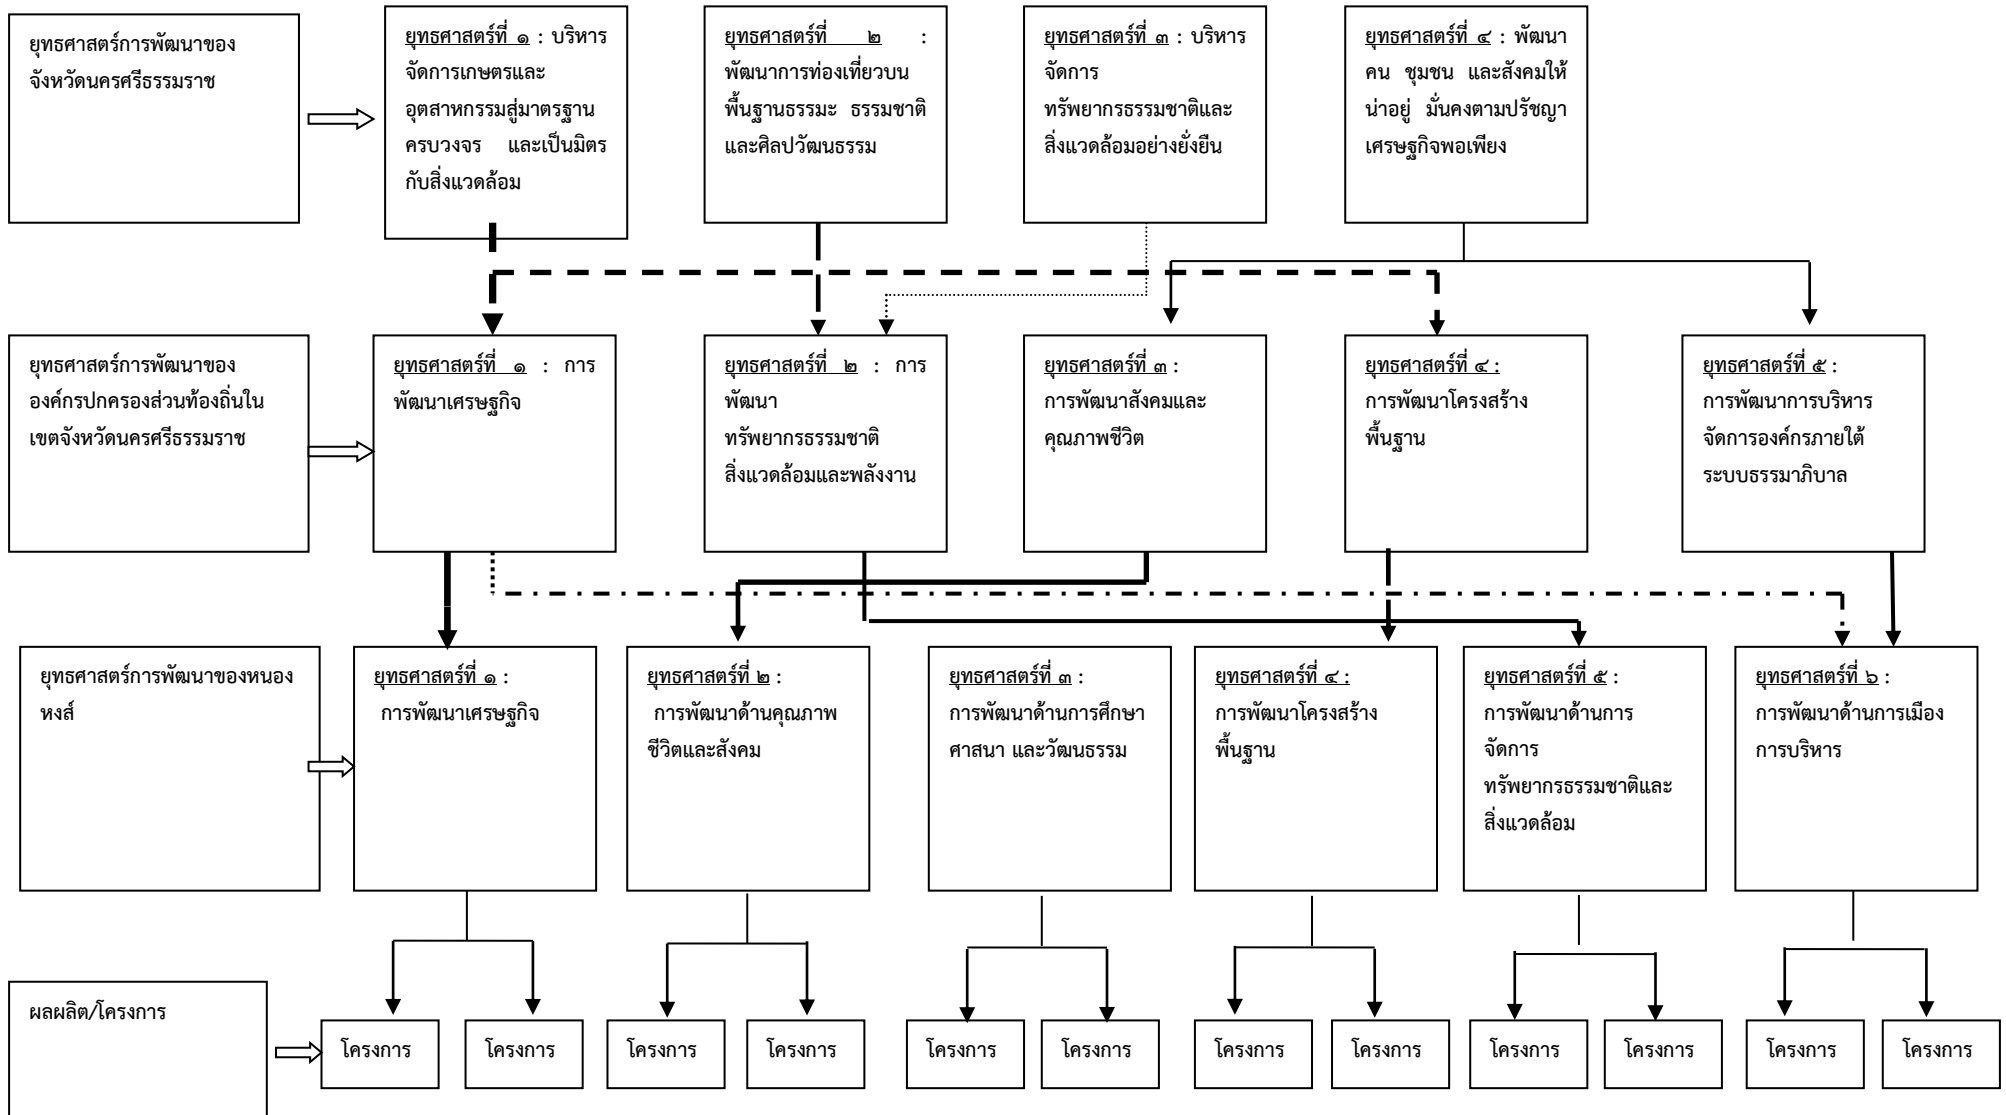 ยุทธศาสตร์การพัฒนาของ
จังหวัดนครศรีธรรมราช
ยุทธศาสตร์ที่ ๑ : บริหาร
จัดการเกษตรและ
อุตสาหกรรมสู่มาตรฐาน
ครบวงจร และเป็นมิตร
กับสิ่งแวดล้อม
ยุทธศาสตร์ที่ ๒ :
พัฒนาการท่องเที่ยวบน
พื้นฐานธรรมะ ธรรมชาติ
และศิลปวัฒนธรรม
ยุทธศาสตร์ที่ ๓ : บริหาร
จัดการ
ทรัพยากรธรรมชาติและ
สิ่งแวดล้อมอย่างยั่งยืน
ยุทธศาสตร์ที่ ๔ : พัฒนา
คน ชุมชน และสังคมให้
น่าอยู่ มั่นคงตามปรัชญา
เศรษฐกิจพอเพียง
ยุทธศาสตร์การพัฒนาของ
องค์กรปกครองส่วนท้องถิ่นใน
เขตจังหวัดนครศรีธรรมราช
ยุทธศาสตร์ที่ ๑ : การ
พัฒนาเศรษฐกิจ
ยุทธศาสตร์ที่ ๒ : การ
พัฒนา
ทรัพยากรธรรมชาติ
สิ่งแวดล้อมและพลังงาน
ยุทธศาสตร์ที่ ๓ :
การพัฒนาสังคมและ
คุณภาพชีวิต
ยุทธศาสตร์ที่ ๔ :
การพัฒนาโครงสร้าง
พื้นฐาน
ยุทธศาสตร์ที่ ๕ :
การพัฒนาการบริหาร
จัดการองค์กรภายใต้
ระบบธรรมาภิบาล
ยุทธศาสตร์การพัฒนาของหนอง
หงส์
ยุทธศาสตร์ที่ ๑ :
การพัฒนาเศรษฐกิจ
ยุทธศาสตร์ที่ ๒ :
การพัฒนาด้านคุณภาพ
ชีวิตและสังคม
ยุทธศาสตร์ที่ ๓ :
การพัฒนาด้านการศึกษา
ศาสนา และวัฒนธรรม
ยุทธศาสตร์ที่ ๔ :
การพัฒนาโครงสร้าง
พื้นฐาน
ยุทธศาสตร์ที่ ๕ :
การพัฒนาด้านการ
จัดการ
ทรัพยากรธรรมชาติและ
สิ่งแวดล้อม
ยุทธศาสตร์ที่ ๖ :
การพัฒนาด้านการเมือง
การบริหาร
ผลผลิต/โครงการ
โครงการ
โครงการ
โครงการ
โครงการ
โครงการ
โครงการ
โครงการ
โครงการ
โครงการ
โครงการ
โครงการ
โครงการ